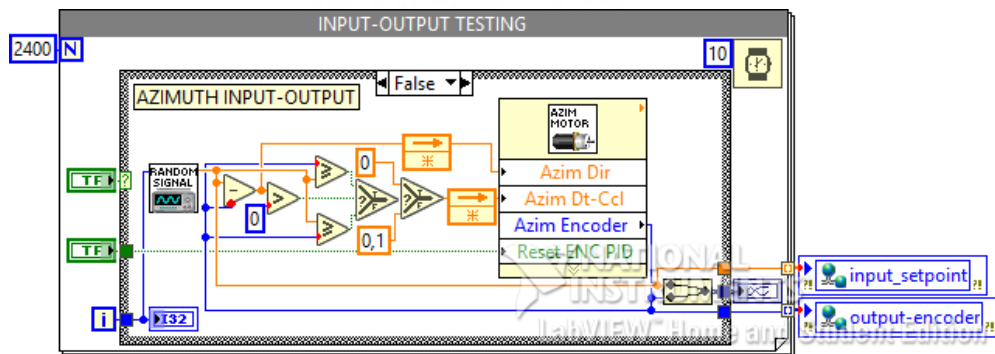 INPUT-OUTPUT TESTING
2400 N
10
False
AZIMUTH INPUT-OUTPUT
AZIM
MOTOR
TF
?
RANDOM
SIGNAL
0
Azim Dir
Azim Dt-Ccl
0
0,1
Azim Encoder
TF
Reset ENC PID
NATIONAL
INSTRUMENTS
input_setpoint
i
I32
output-encoder
LabVIEW™ Home and Student Edition